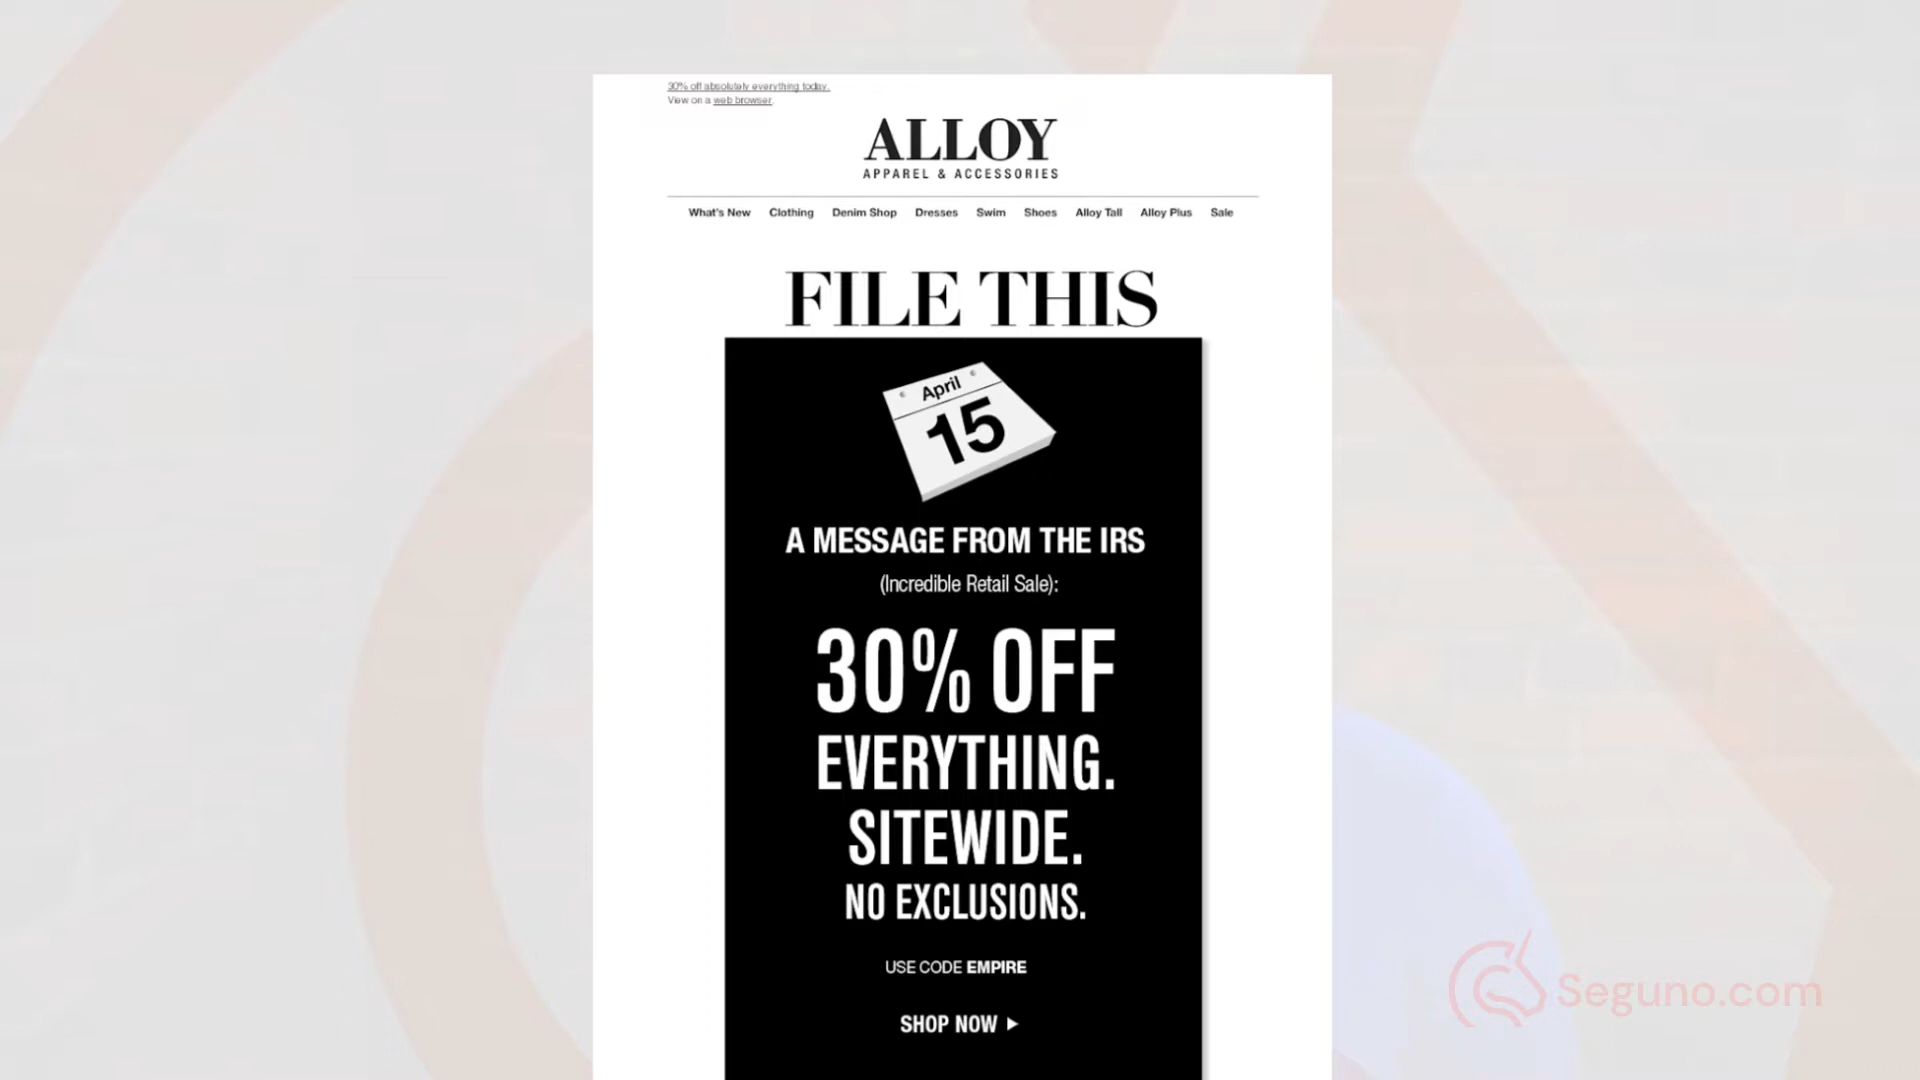 30% off absolutely everything today.
View on a web browser.
ALLOY
APPAREL & ACCESSORIES
What's New Clothing Denim Shop Dresses Swim Shoes Alloy Tall Alloy Plus Sale
FILE THIS
April
15
A MESSAGE FROM THE IRS
(Incredible Retail Sale):
30% OFF
EVERYTHING.
SITEWIDE.
NO EXCLUSIONS.
USE CODE EMPIRE
SHOP NOW
Seguno.com